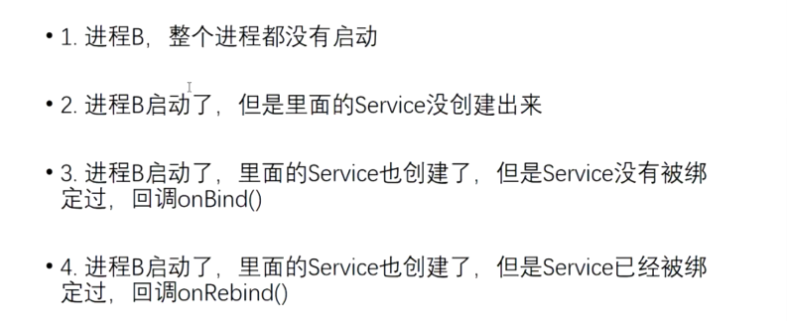 • 1. 进程B，整个进程都没有启动
• 2. 进程B启动了，但是里面的Service没创建出来
• 3. 进程B启动了，里面的Service也创建了，但是Service没有被绑
定过，回调onBind()
• 4. 进程B启动了，里面的Service也创建了，但是Service已经被绑
定过，回调onRebind()